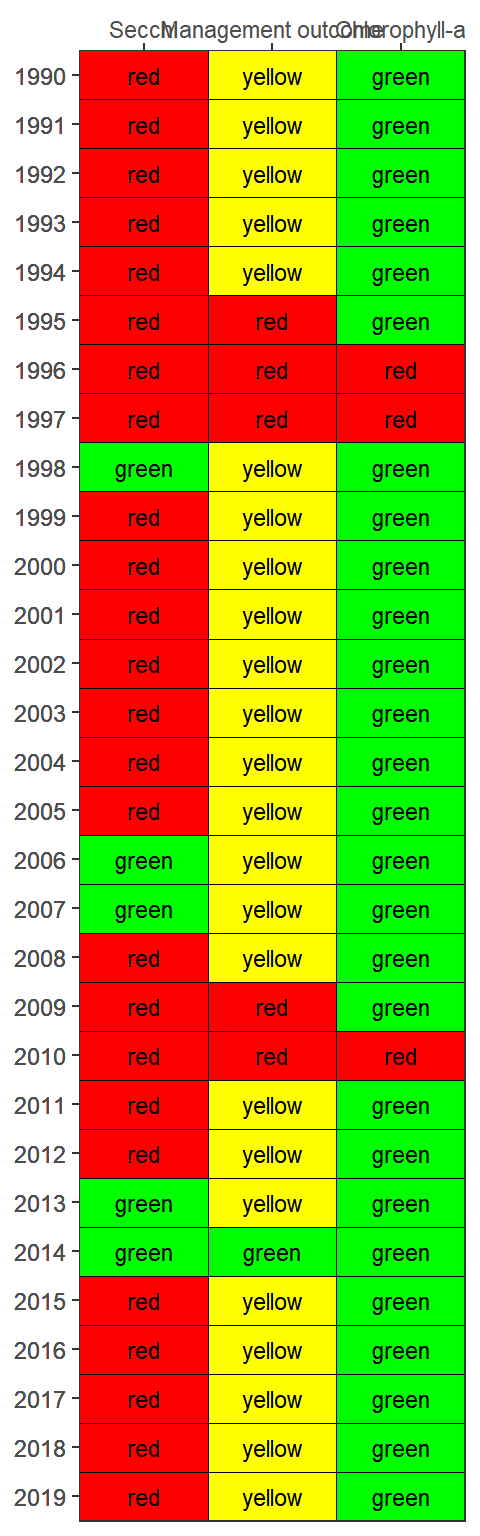 Secchi Management outcome Chlorophyll-a
1990 red yellow green
1991 red yellow green
1992 red yellow green
1993 red yellow green
1994 red yellow green
1995 red red green
1996 red red red
1997 red red red
1998 green yellow green
1999 red yellow green
2000 red yellow green
2001 red yellow green
2002 red yellow green
2003 red yellow green
2004 red yellow green
2005 red yellow green
2006 green yellow green
2007 green yellow green
2008 red yellow green
2009 red red green
2010 red red red
2011 red yellow green
2012 red yellow green
2013 green yellow green
2014 green green green
2015 red yellow green
2016 red yellow green
2017 red yellow green
2018 red yellow green
2019 red yellow green